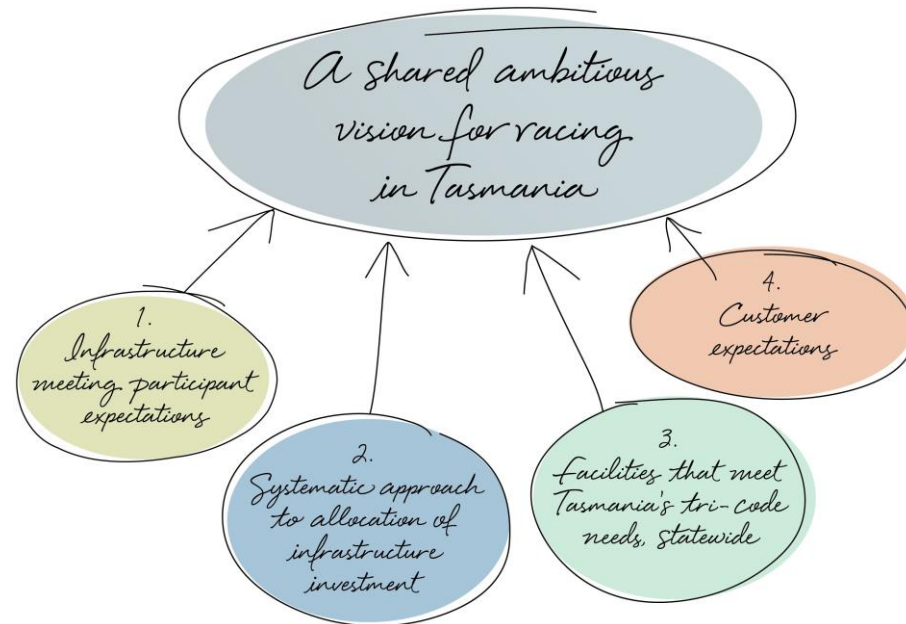 A shared ambitious
vision for racing
in Tasmania
1.
Infrastructure
meeting participant
expectations
2.
Systematic approach
to allocation of
infrastructure
investment
3.
Facilities that meet
Tasmania's tri-code
needs, statewide
4.
Customer
expectations